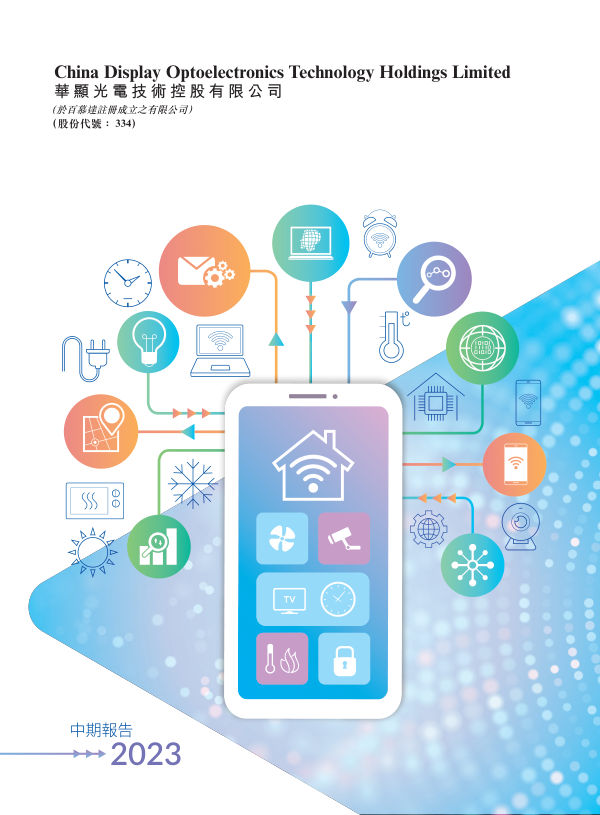 China Display Optoelectronics Technology Holdings Limited
華顯光電技術控股有限公司
(於百慕達註冊成立之有限公司)
(股份代號：334)
t°
TV
中期報告
2023